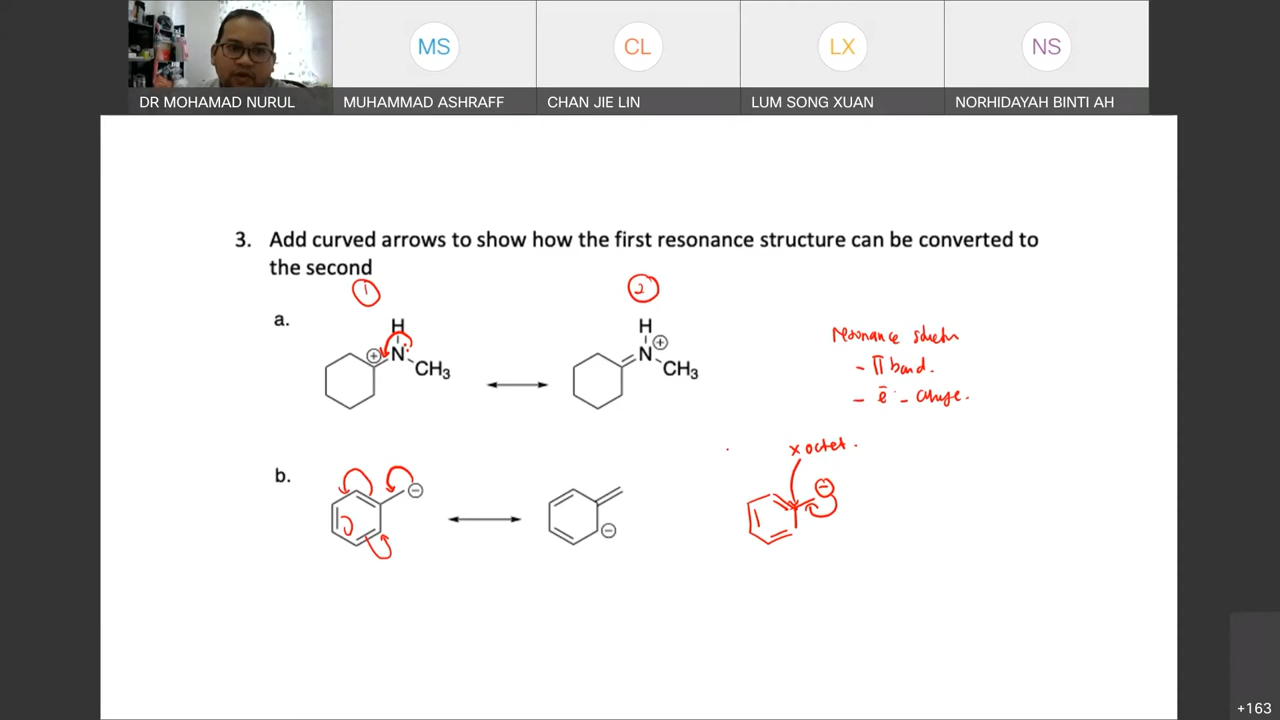 MS
CL
LX
NS
DR MOHAMAD NURUL
MUHAMMAD ASHRAFF
CHAN JIE LIN
LUM SONG XUAN
NORHIDAYAH BINTI AH
3. Add curved arrows to show how the first resonance structure can be converted to
the second
1
2
a.
H
⊕ N
CH₃
H
N ⊕
CH₃
resonance
- π bond.
- ē -
b.
⊖
⊖
x octet.
⊖
+163